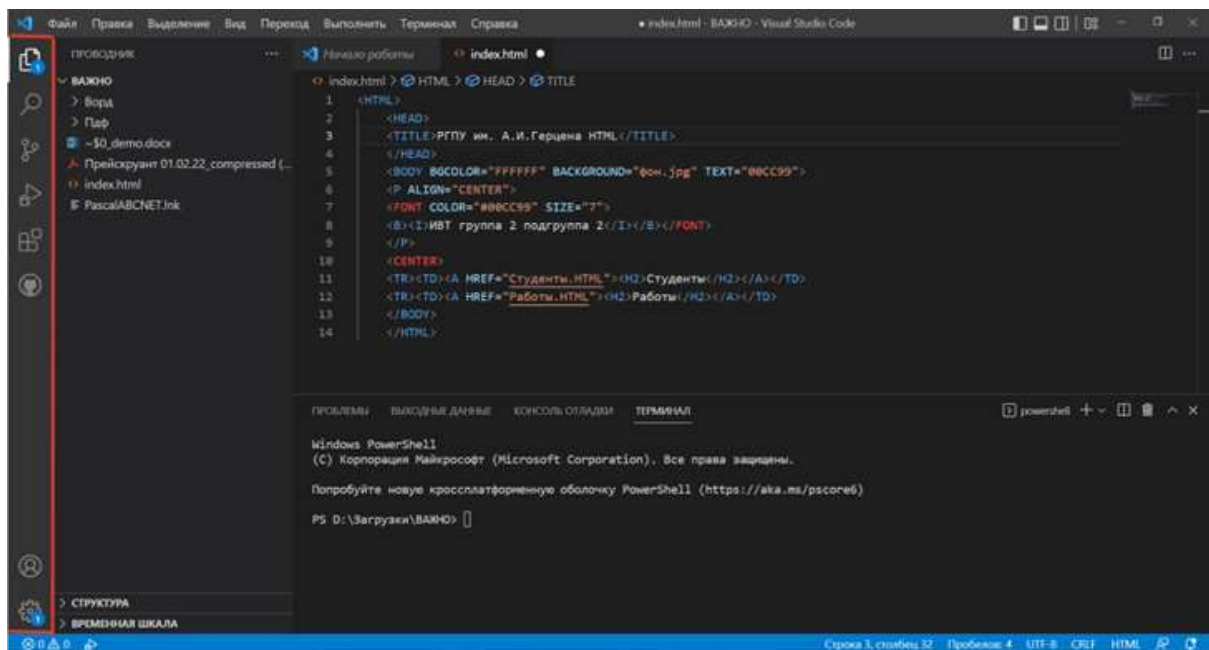 Файл Правка Выделение Вид Переход Выполнить Терминал Справка
● index.html - ВАЖНО - Visual Studio Code
ПРОВОДНИК
Начало работы
index.html ●
ВАЖНО
Ворд
Пдф
~$0_demo.docx
Прейскруант 01.02.22_compressed (...
index.html
PascalABCNET.lnk
index.html > HTML > HEAD > TITLE
1 <HTML>
2 <HEAD>
3 <TITLE>РГПУ им. А.И.Герцена HTML</TITLE>
4 </HEAD>
5 <BODY BGCOLOR="FFFFFF" BACKGROUND="фон.jpg" TEXT="00CC99">
6 <P ALIGN="CENTER">
7 <FONT COLOR="#00CC99" SIZE="7">
8 <B><I>ИВТ группа 2 подгруппа 2</I></B></FONT>
9 </P>
10 <CENTER>
11 <TR><TD><A HREF="Студенты.HTML"><H2>Студенты</H2></A></TD>
12 <TR><TD><A HREF="Работы.HTML"><H2>Работы</H2></A></TD>
13 </BODY>
14 </HTML>
ПРОБЛЕМЫ ВЫХОДНЫЕ ДАННЫЕ КОНСОЛЬ ОТЛАДКИ ТЕРМИНАЛ
powershell
Windows PowerShell
(C) Корпорация Майкрософт (Microsoft Corporation). Все права защищены.
Попробуйте новую кроссплатформенную оболочку PowerShell (https://aka.ms/pscore6)
PS D:\Загрузки\ВАЖНО>
СТРУКТУРА
ВРЕМЕННАЯ ШКАЛА
0 0
Строка 3, столбец 32 Пробелов: 4 UTF-8 CRLF HTML